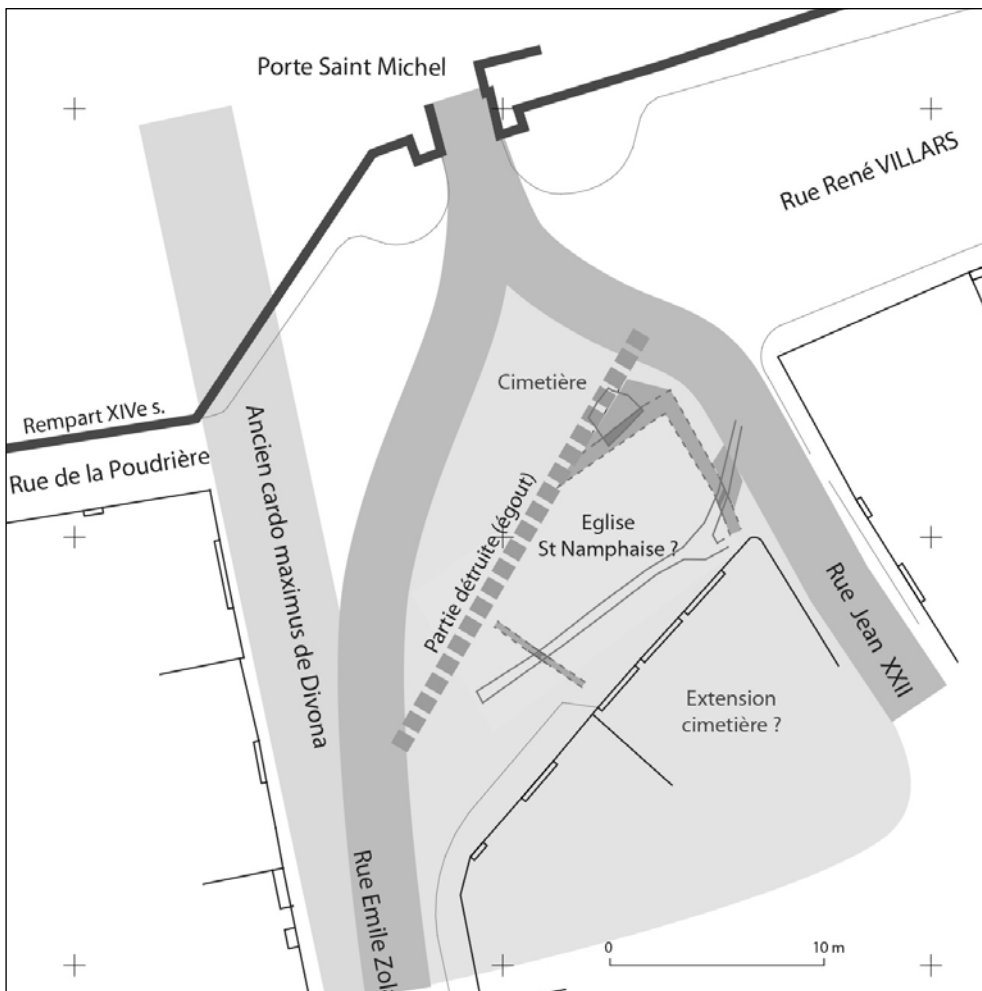 Porte Saint Michel
Rue René VILLARS
Cimetière
Rempart XIVe s.
Rue de la Poudrière
Ancien cardo maximus de Divona
Partie détruite (égout)
Eglise
St Namphaise ?
Rue Jean XXII
Extension
cimetière ?
Rue Emile Zola
0 10 m